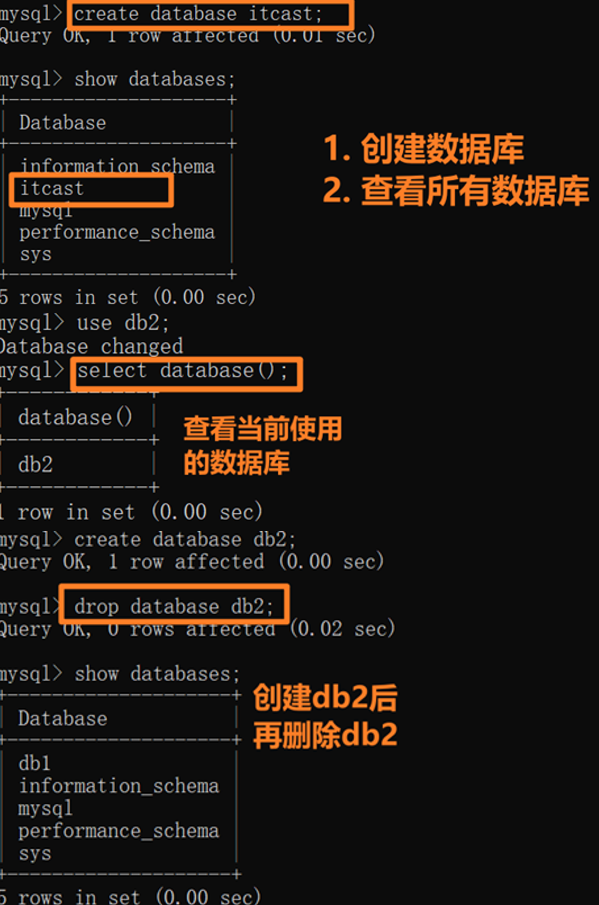 mysql> create database itcast;
Query OK, 1 row affected (0.01 sec)
mysql> show databases;
+--------------------+
| Database           |
+--------------------+
| information_schema |
| itcast             |
| mysql              |
| performance_schema |
| sys                |
+--------------------+
5 rows in set (0.00 sec)
1. 创建数据库
2. 查看所有数据库
mysql> use db2;
Database changed
mysql> select database();
+------------+
| database() |
+------------+
| db2        |
+------------+
1 row in set (0.00 sec)
查看当前使用
的数据库
mysql> create database db2;
Query OK, 1 row affected (0.00 sec)
mysql> drop database db2;
Query OK, 0 rows affected (0.02 sec)
mysql> show databases;
+--------------------+
| Database           |
+--------------------+
| db1                |
| information_schema |
| mysql              |
| performance_schema |
| sys                |
+--------------------+
5 rows in set (0.00 sec)
创建db2后
再删除db2